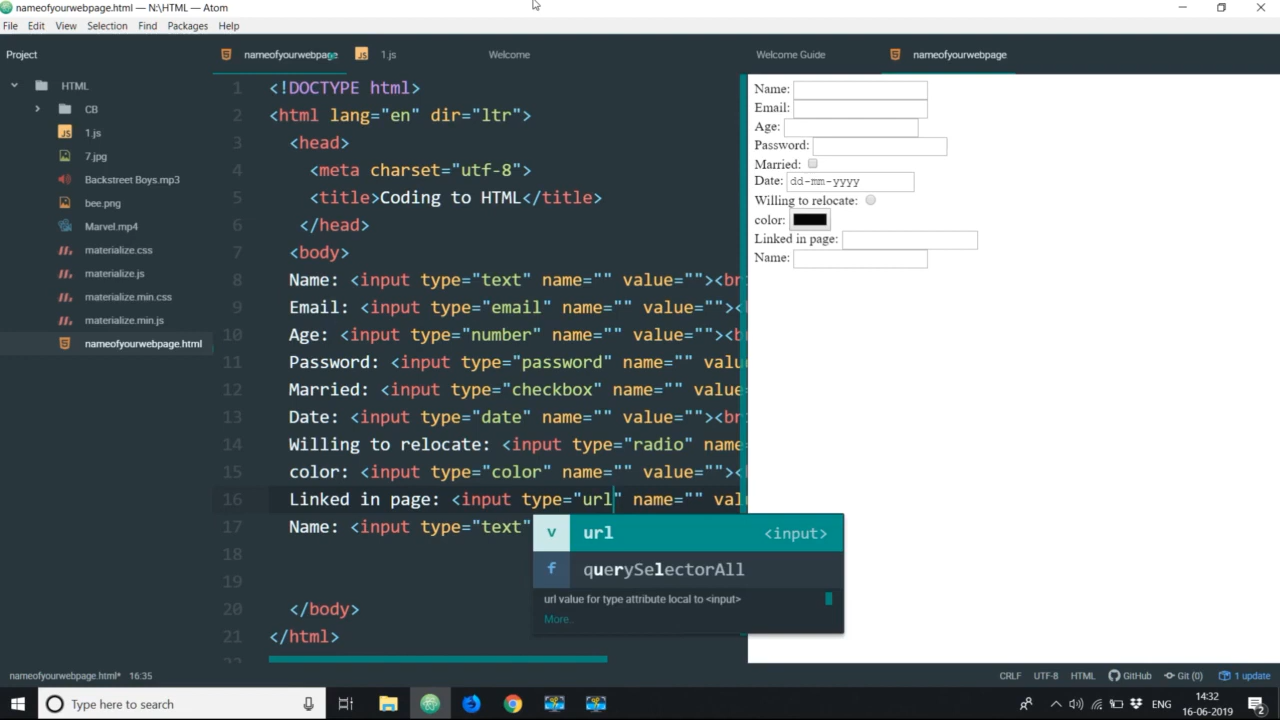 nameofyourwebpage.html — N:\HTML — Atom
File Edit View Selection Find Packages Help
Project
nameofyourwebpage
1.js
Welcome
Welcome Guide
nameofyourwebpage
HTML
CB
1.js
7.jpg
Backstreet Boys.mp3
bee.png
Marvel.mp4
materialize.css
materialize.js
materialize.min.css
materialize.min.js
nameofyourwebpage.html
1 <!DOCTYPE html>
2 <html lang="en" dir="ltr">
3 <head>
4 <meta charset="utf-8">
5 <title>Coding to HTML</title>
6 </head>
7 <body>
8 Name: <input type="text" name="" value=""><br
9 Email: <input type="email" name="" value=""><b
10 Age: <input type="number" name="" value=""><b
11 Password: <input type="password" name="" valu
12 Married: <input type="checkbox" name="" value
13 Date: <input type="date" name="" value=""><br
14 Willing to relocate: <input type="radio" name
15 color: <input type="color" name="" value=""><b
16 Linked in page: <input type="url" name="" val
17 Name: <input type="text"
18
19
20 </body>
21 </html>
22
v url <input>
f querySelectorAll
url value for type attribute local to <input>
More..
Name:
Email:
Age:
Password:
Married:
Date: dd-mm-yyyy
Willing to relocate:
color:
Linked in page:
Name:
nameofyourwebpage.html* 16:35
CRLF UTF-8 HTML GitHub Git (0) 1 update
Type here to search
ENG
14:32
16-06-2019
2